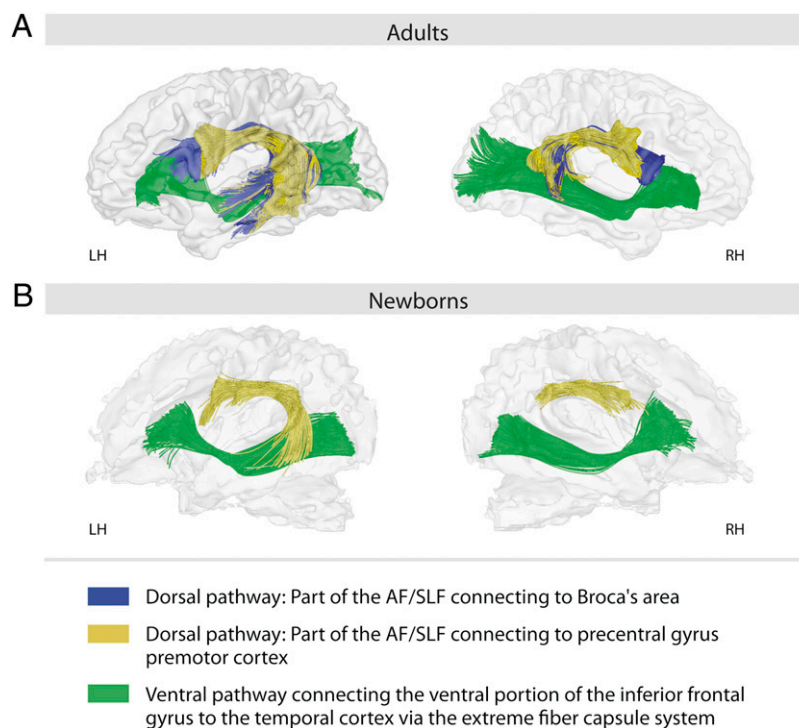 A
Adults
LH
RH
B
Newborns
LH
RH
Dorsal pathway: Part of the AF/SLF connecting to Broca's area
Dorsal pathway: Part of the AF/SLF connecting to precentral gyrus
premotor cortex
Ventral pathway connecting the ventral portion of the inferior frontal
gyrus to the temporal cortex via the extreme fiber capsule system